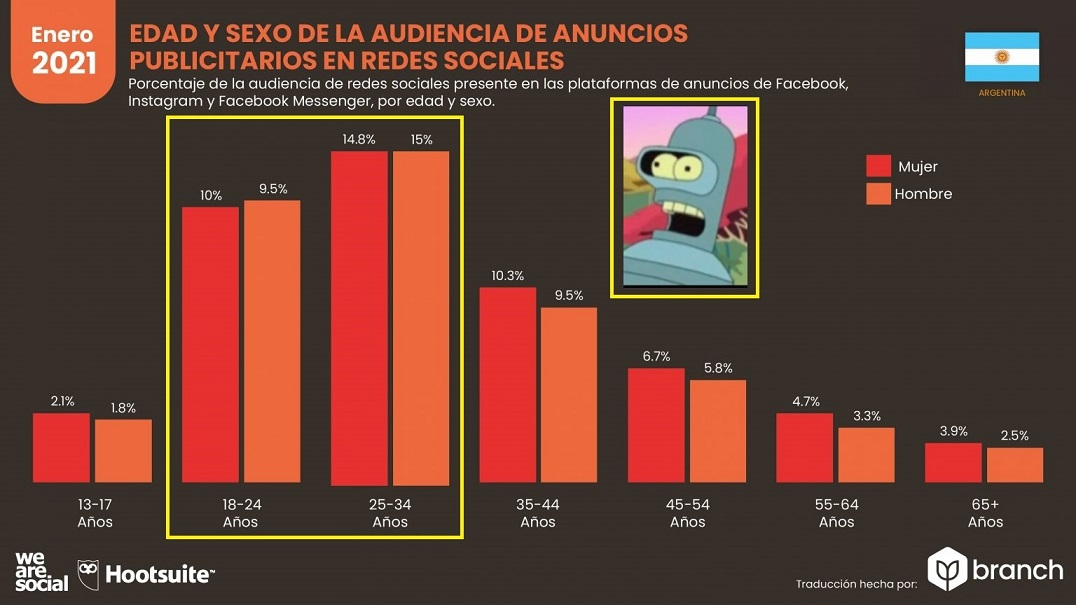 Enero
2021
EDAD Y SEXO DE LA AUDIENCIA DE ANUNCIOS
PUBLICITARIOS EN REDES SOCIALES
Porcentaje de la audiencia de redes sociales presente en las plataformas de anuncios de Facebook,
Instagram y Facebook Messenger, por edad y sexo.
ARGENTINA
Mujer
Hombre
2.1%
1.8%
10%
9.5%
14.8%
15%
10.3%
9.5%
6.7%
5.8%
4.7%
3.3%
3.9%
2.5%
13-17
Años
18-24
Años
25-34
Años
35-44
Años
45-54
Años
55-64
Años
65+
Años
we
are
social
Hootsuite™
Traducción hecha por:
branch